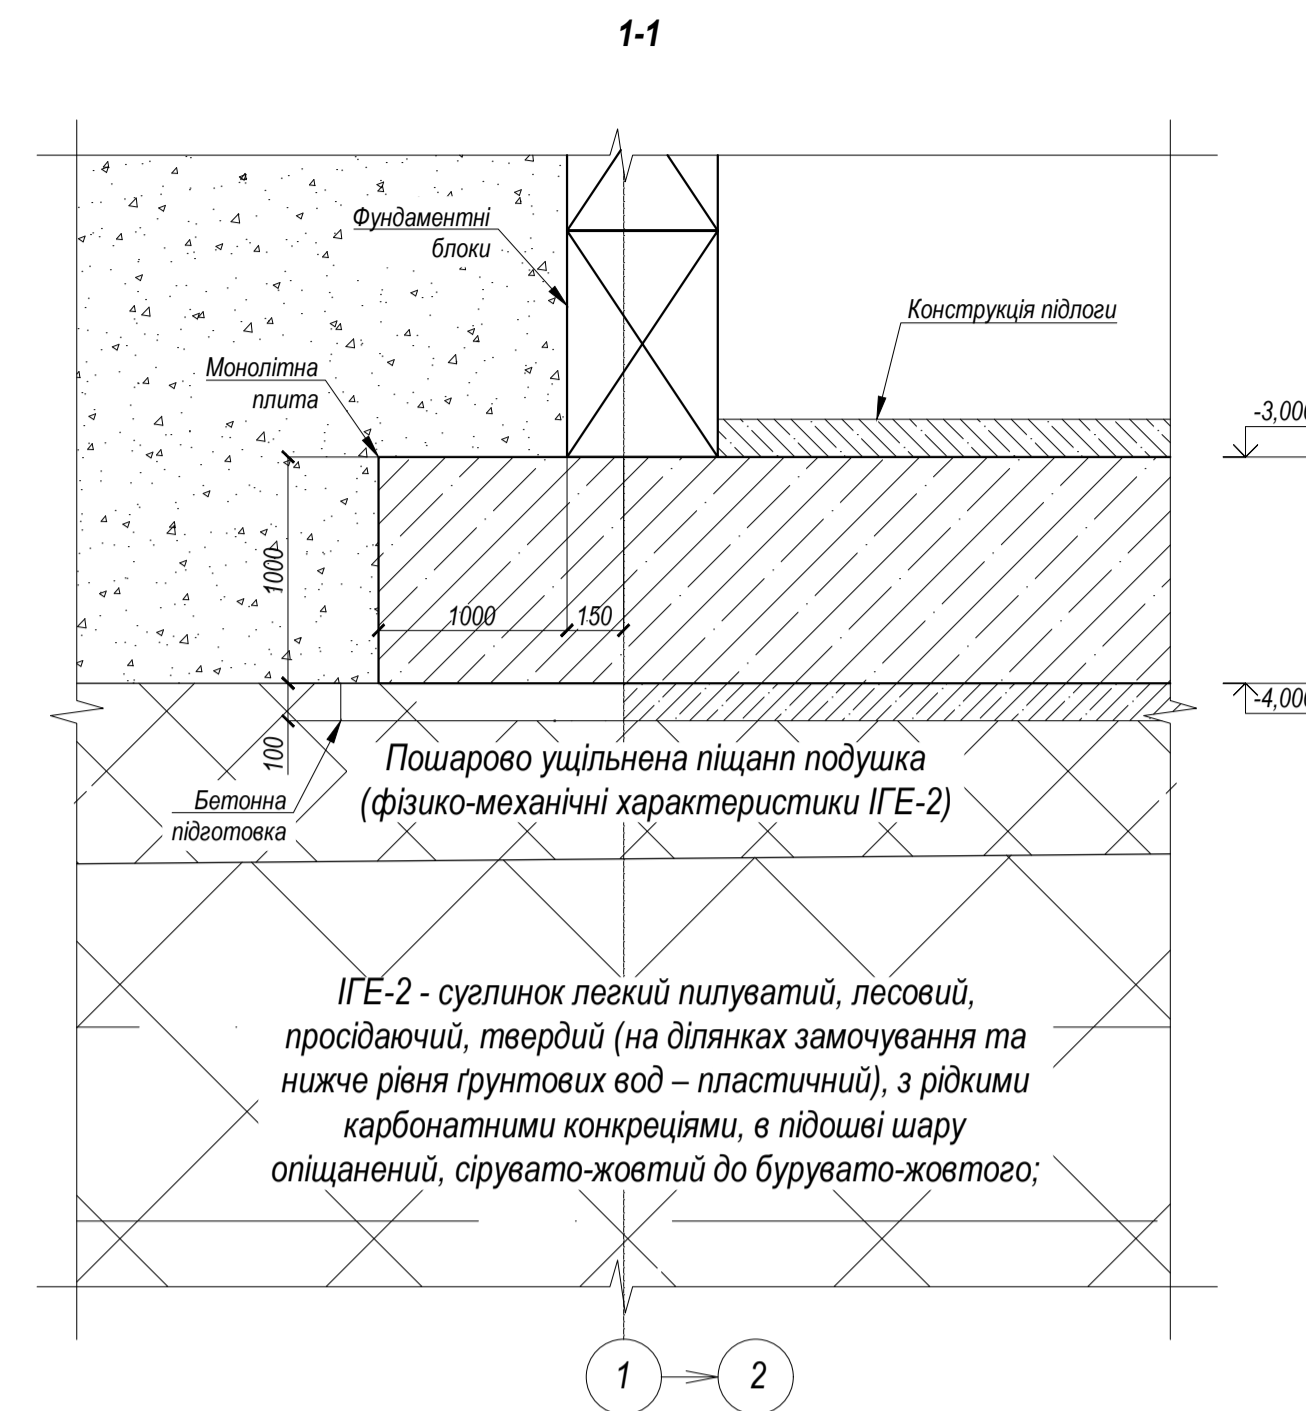 1-1
Фундаментні
блоки
Конструкція підлоги
Монолітна
плита
-3,000
1000
1000
150
-4,000
100
Пошарово ущільнена піщанп подушка
(фізико-механічні характеристики ІГЕ-2)
Бетонна
підготовка
ІГЕ-2 - суглинок легкий пилуватий, лесовий,
просідаючий, твердий (на ділянках замочування та
нижче рівня ґрунтових вод – пластичний), з рідкими
карбонатними конкреціями, в підошві шару
опіщанений, сірувато-жовтий до бурувато-жовтого;
1
2